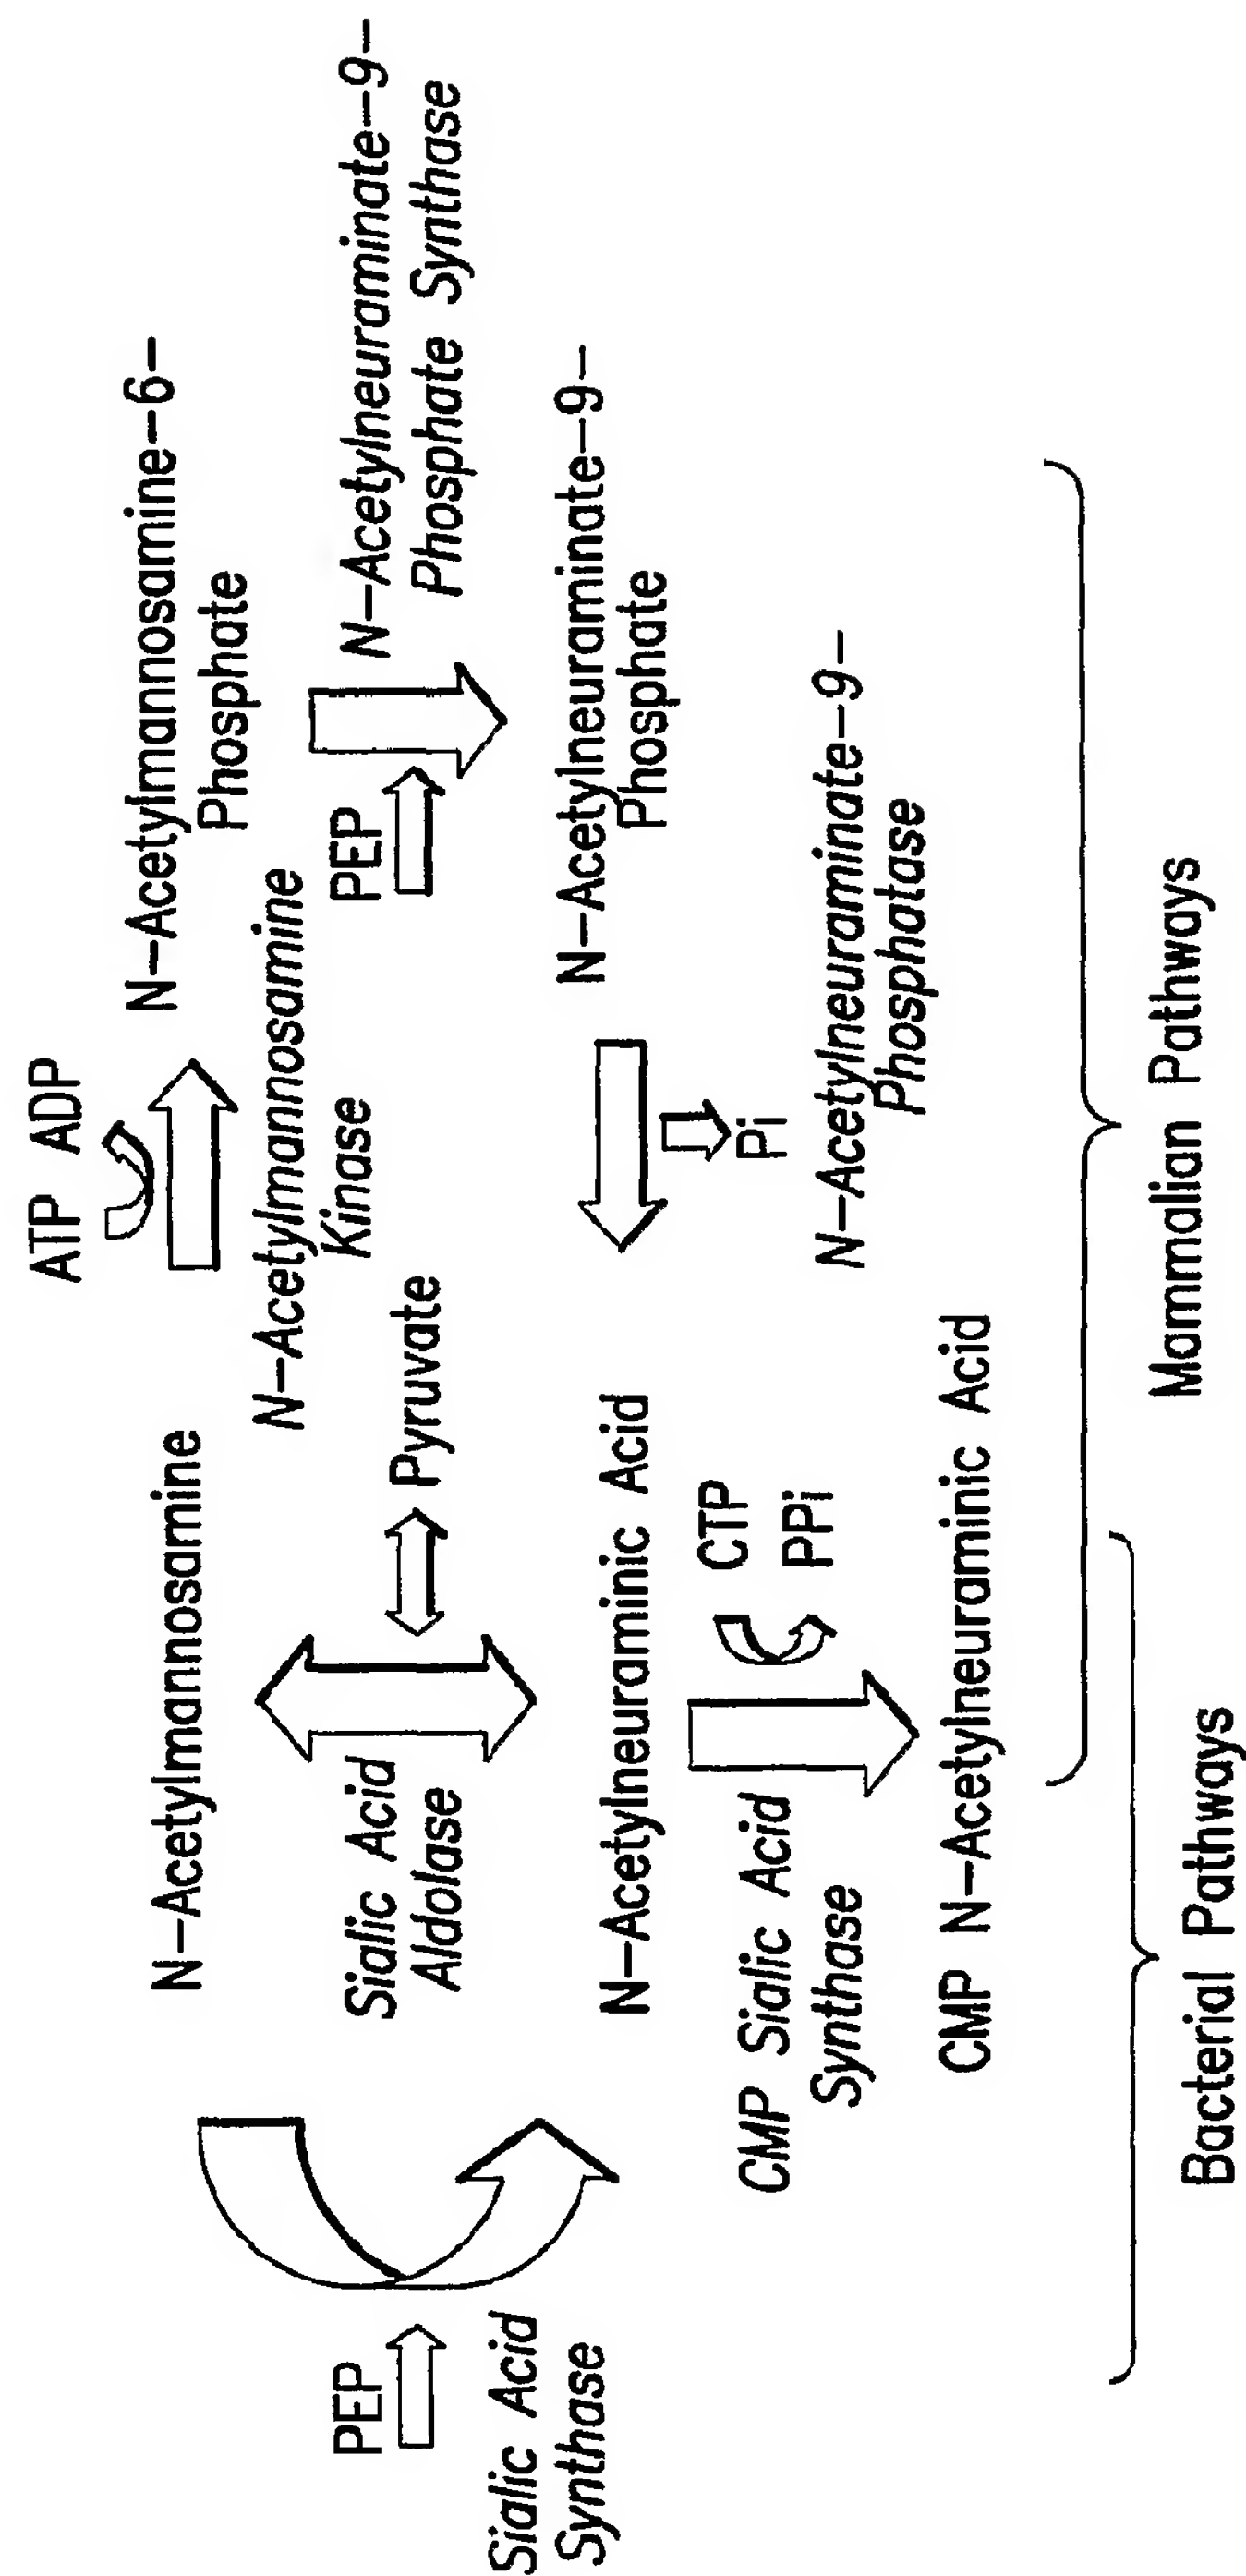 ATP ADP
N-Acetylmannosamine
N-Acetylmannosamine-6-
Phosphate
N-Acetylmannosamine
Kinase
PEP
Sialic Acid
Synthase
Sialic Acid
Aldolase
Pyruvate
PEP
N-Acetylneuraminate-9-
Phosphate Synthase
N-Acetylneuraminic Acid
N-Acetylneuraminate-9-
Phosphate
CMP Sialic Acid
Synthase
CTP
PPi
Pi
N-Acetylneuraminate-9-
Phosphatase
CMP N-Acetylneuraminic Acid
Bacterial Pathways
Mammalian Pathways